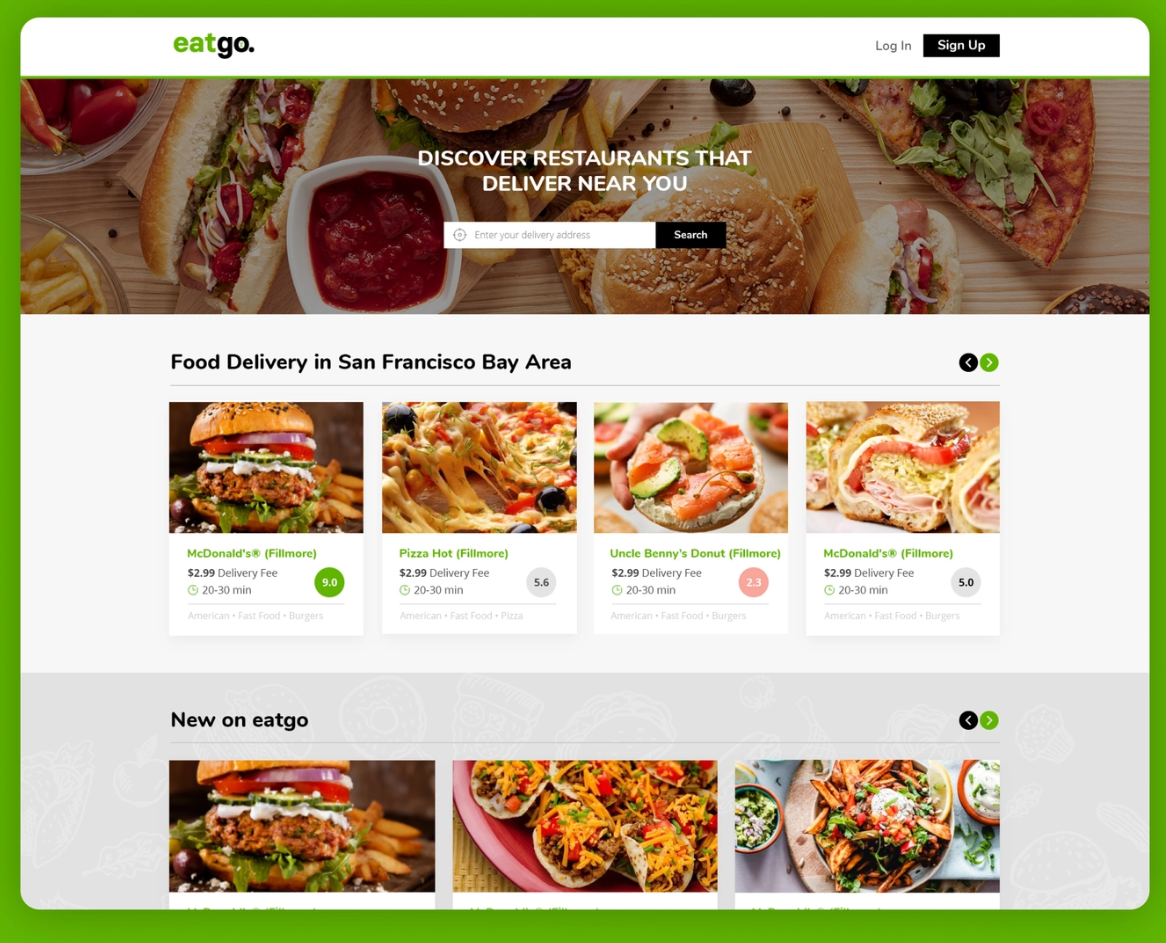 eatgo.
Log In
Sign Up
DISCOVER RESTAURANTS THAT
DELIVER NEAR YOU
Enter your delivery address
Search
Food Delivery in San Francisco Bay Area
McDonald's® (Fillmore)
$2.99 Delivery Fee
20-30 min
9.0
American • Fast Food • Burgers
Pizza Hot (Fillmore)
$2.99 Delivery Fee
20-30 min
5.6
American • Fast Food • Pizza
Uncle Benny's Donut (Fillmore)
$2.99 Delivery Fee
20-30 min
2.3
American • Fast Food • Burgers
McDonald's® (Fillmore)
$2.99 Delivery Fee
20-30 min
5.0
American • Fast Food • Burgers
New on eatgo